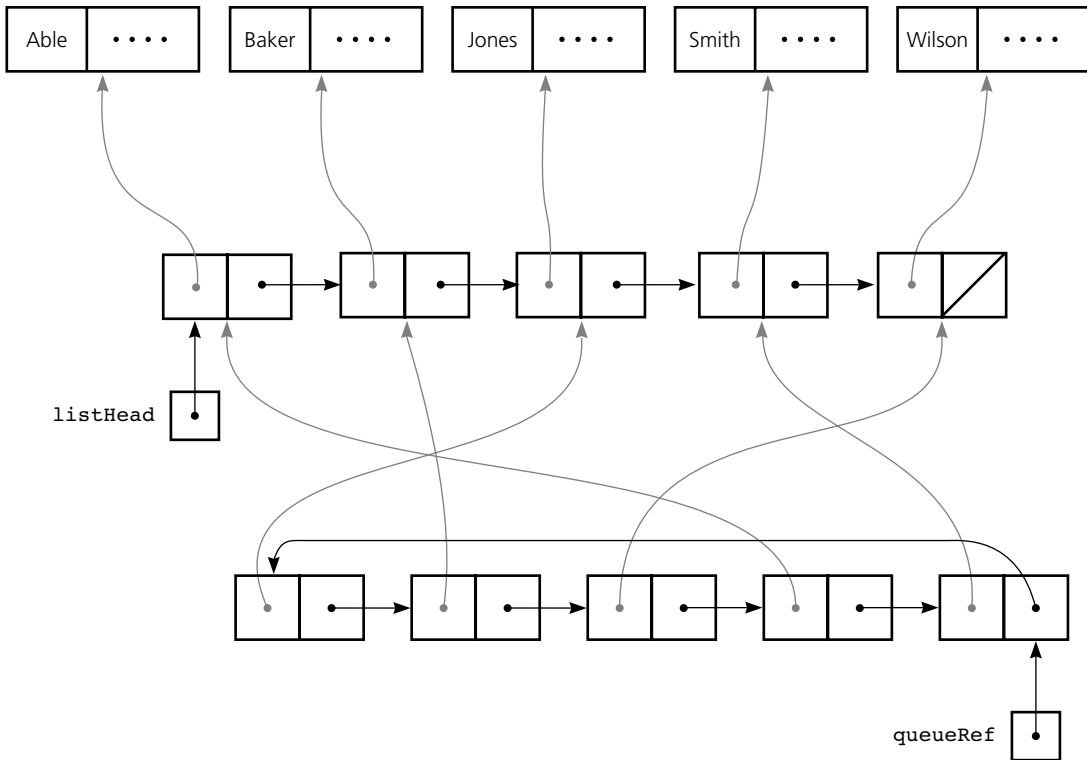 Able • • • •
Baker • • • •
Jones • • • •
Smith • • • •
Wilson • • • •
listHead
queueRef